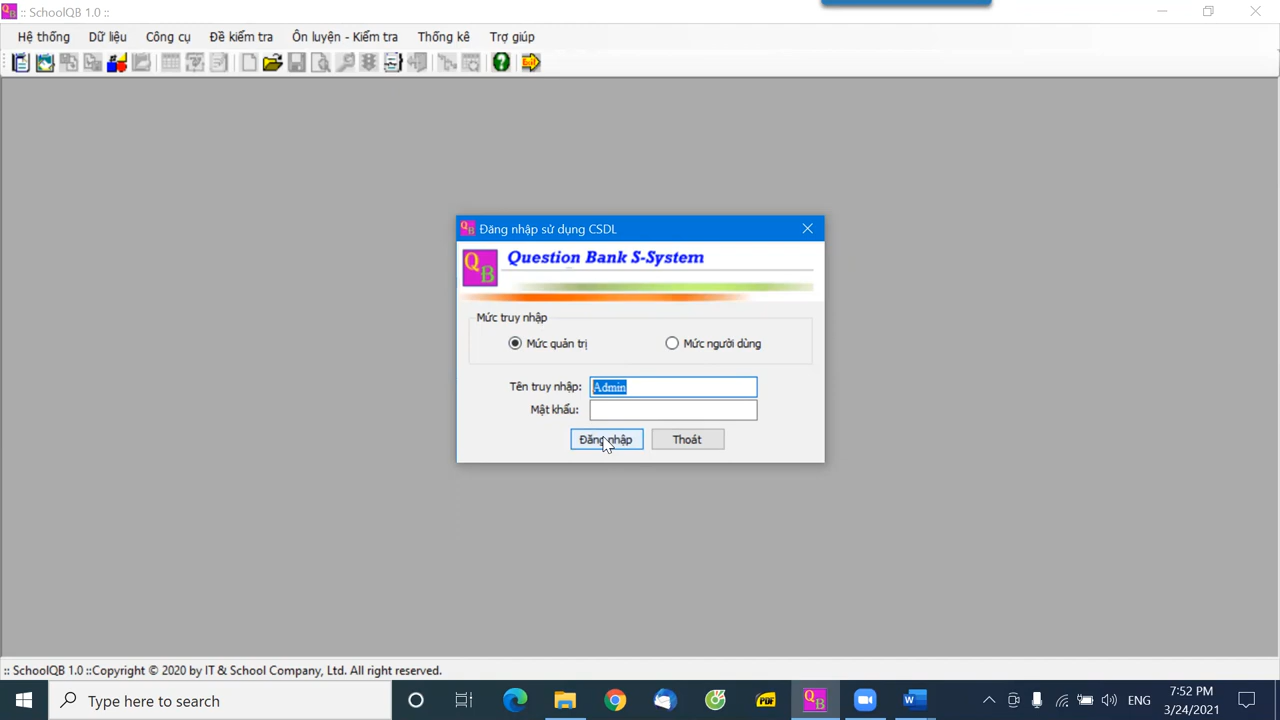 :: SchoolQB 1.0 ::
Hệ thống Dữ liệu Công cụ Đề kiểm tra Ôn luyện - Kiểm tra Thống kê Trợ giúp
Đăng nhập sử dụng CSDL
QB Question Bank S-System
Mức truy nhập
Mức quản trị Mức người dùng
Tên truy nhập: Admin
Mật khẩu:
Đăng nhập Thoát
:: SchoolQB 1.0 ::Copyright © 2020 by IT & School Company, Ltd. All right reserved.
Type here to search
ENG
7:52 PM
3/24/2021